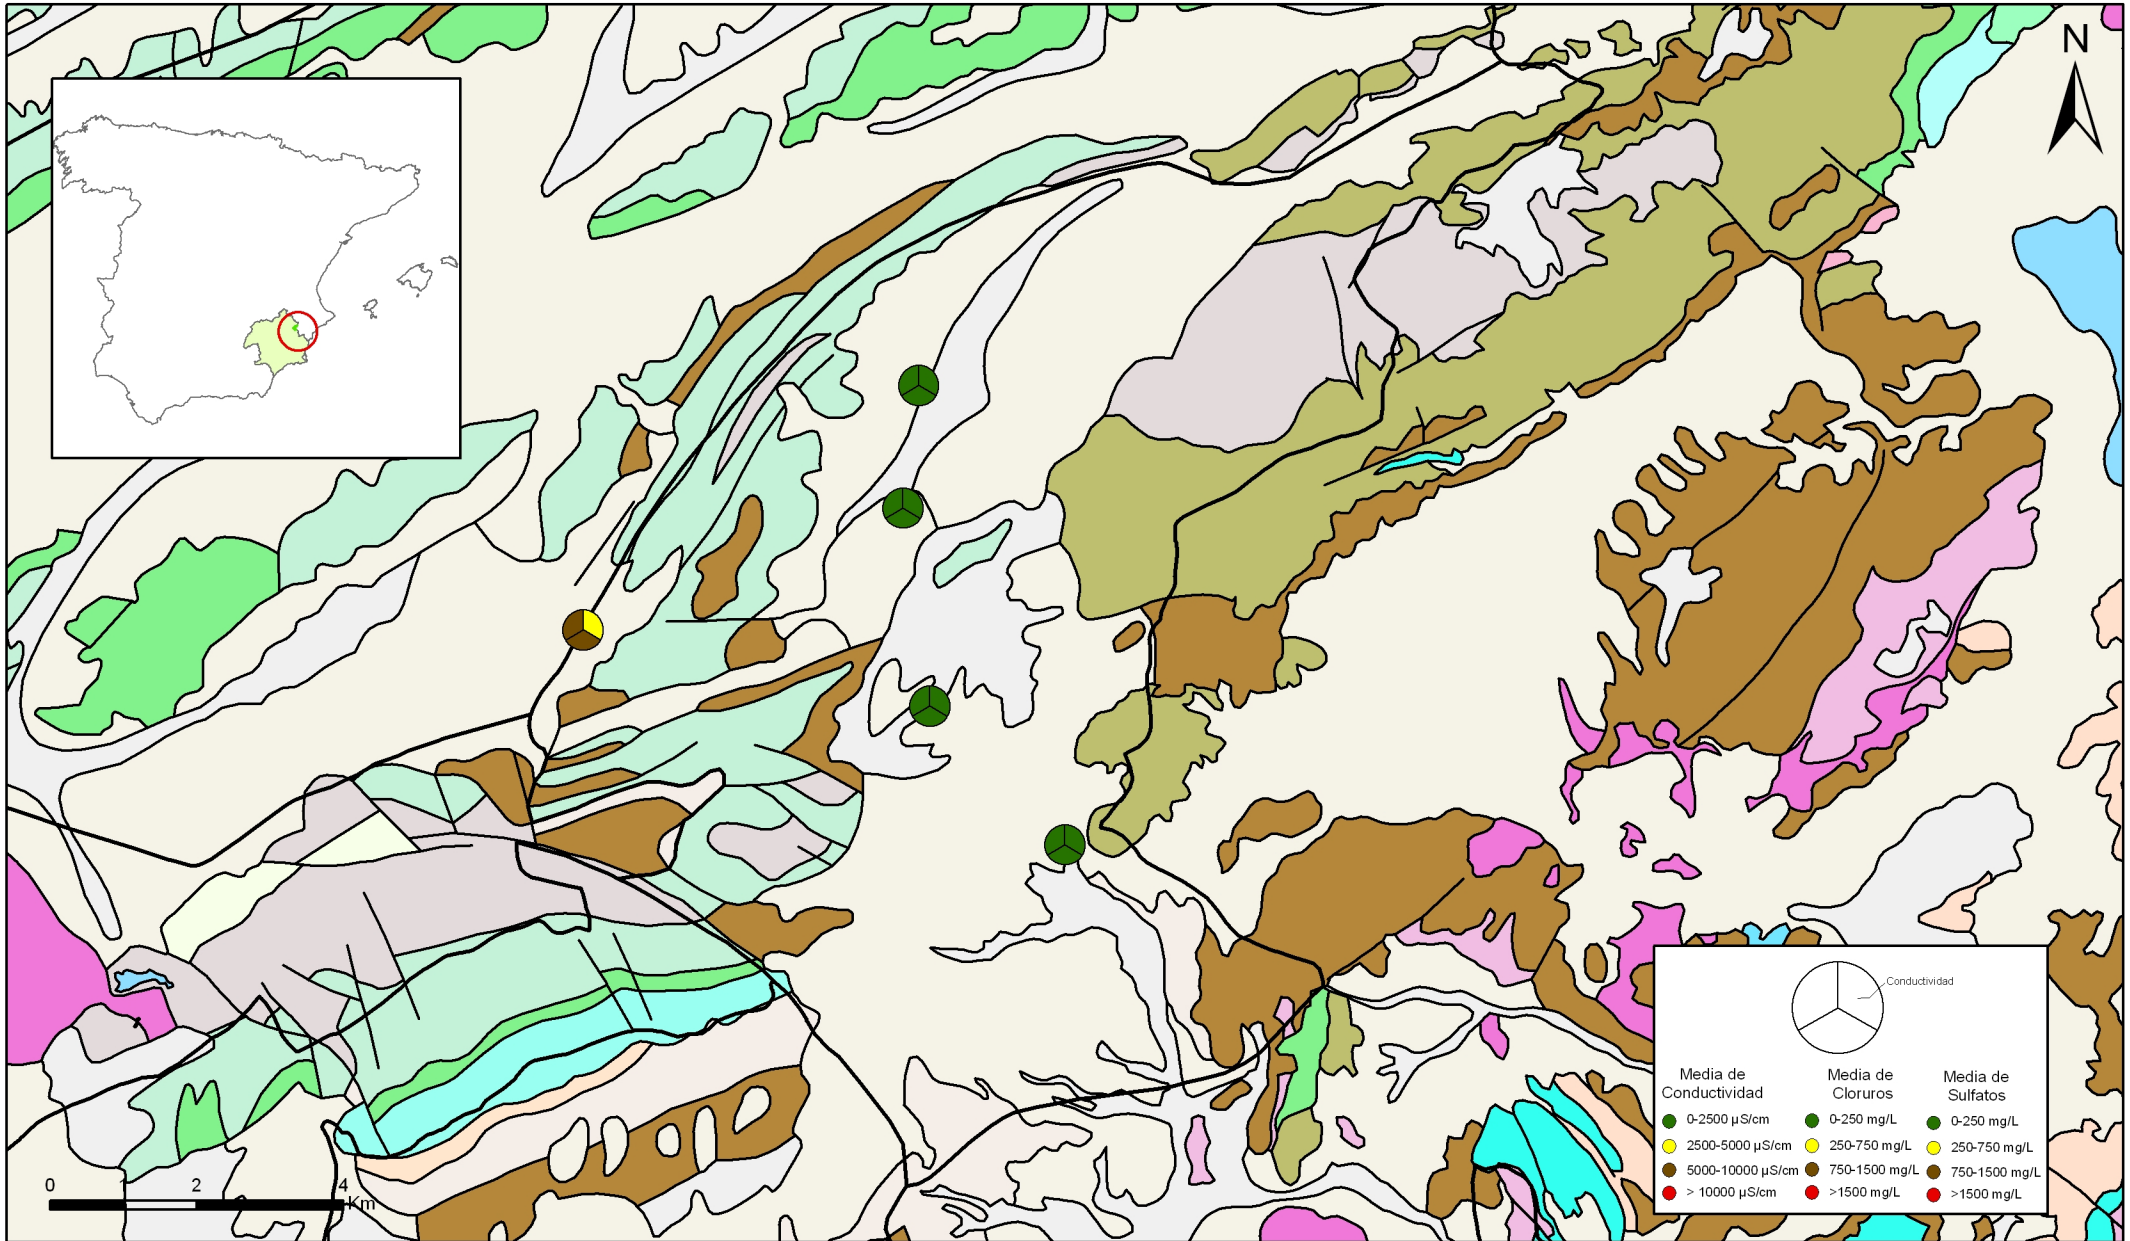 N
Conductividad
Media de
Conductividad
0-2500 µS/cm
2500-5000 µS/cm
5000-10000 µS/cm
> 10000 µS/cm
Media de
Cloruros
0-250 mg/L
250-750 mg/L
750-1500 mg/L
>1500 mg/L
Media de
Sulfatos
0-250 mg/L
250-750 mg/L
750-1500 mg/L
>1500 mg/L
0 1 2 4
Km